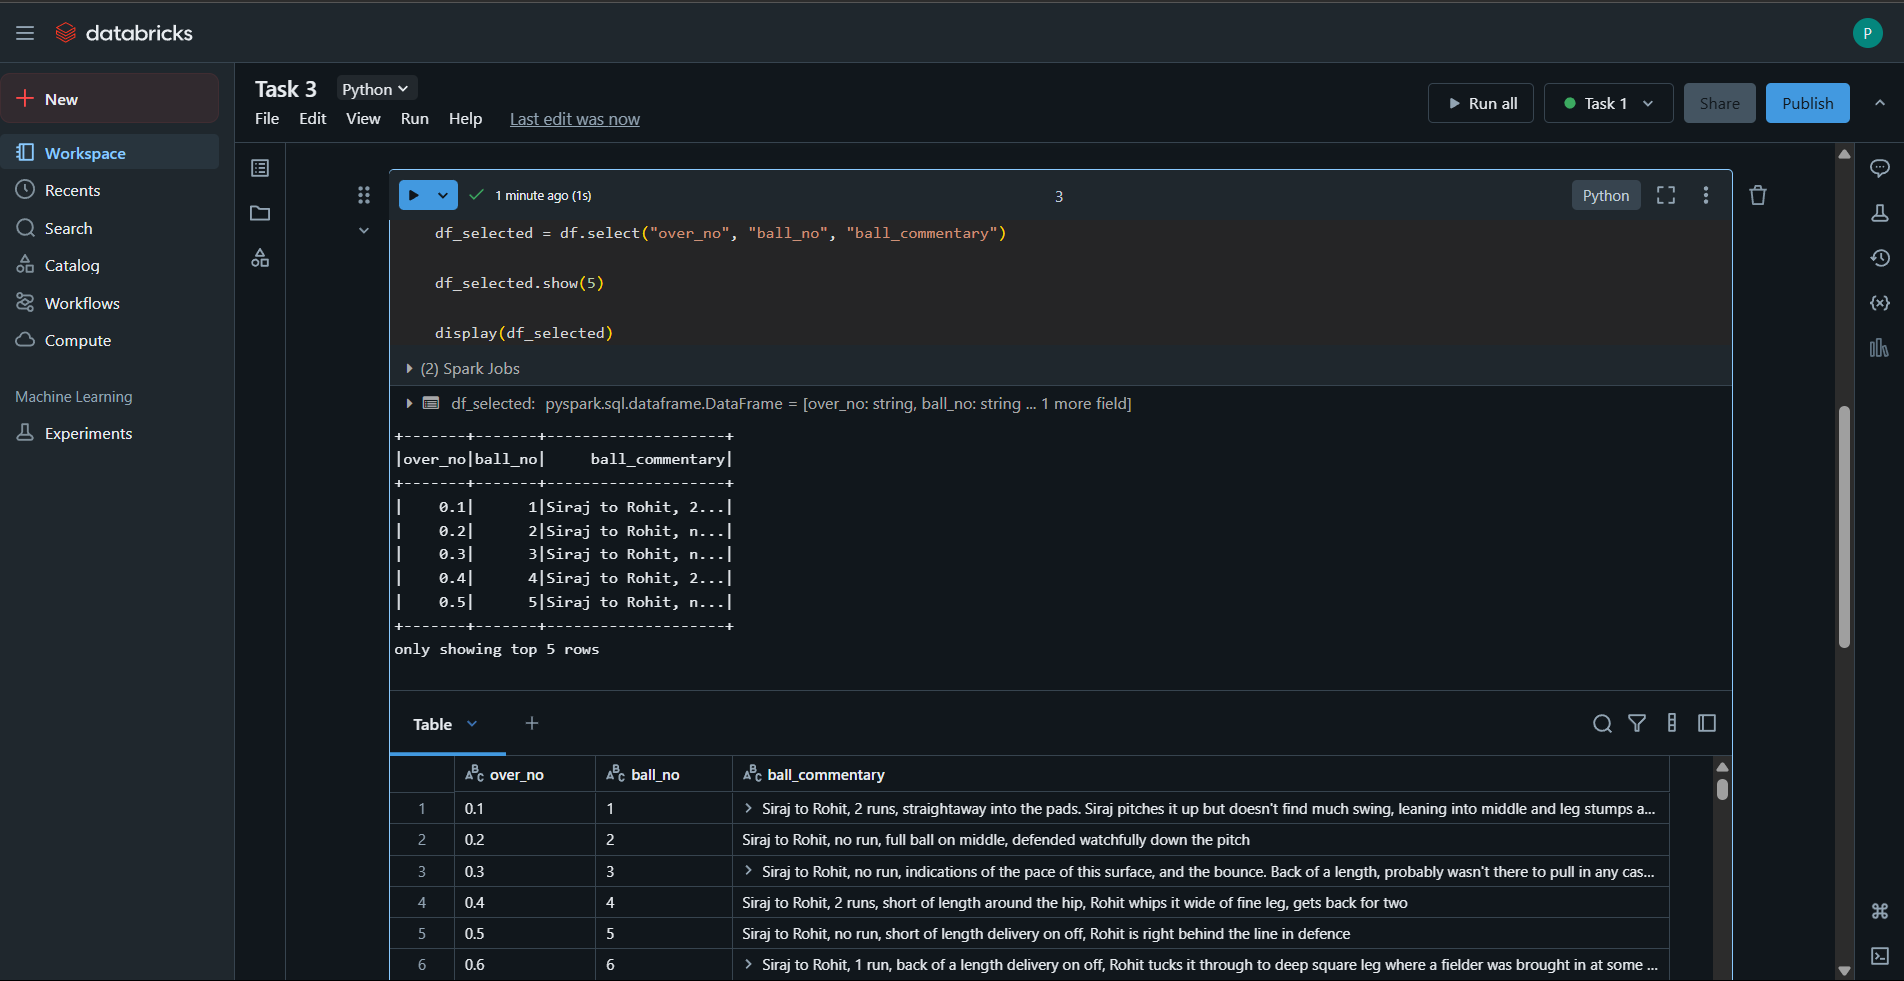 databricks
P
New
Workspace
Recents
Search
Catalog
Workflows
Compute
Machine Learning
Experiments
Task 3 Python
File Edit View Run Help Last edit was now
Run all Task 1 Share Publish
1 minute ago (1s) 3 Python
df_selected = df.select("over_no", "ball_no", "ball_commentary")
df_selected.show(5)
display(df_selected)
(2) Spark Jobs
df_selected: pyspark.sql.dataframe.DataFrame = [over_no: string, ball_no: string ... 1 more field]
+-------+-------+--------------------+
|over_no|ball_no|     ball_commentary|
+-------+-------+--------------------+
|    0.1|      1|Siraj to Rohit, 2...|
|    0.2|      2|Siraj to Rohit, n...|
|    0.3|      3|Siraj to Rohit, n...|
|    0.4|      4|Siraj to Rohit, 2...|
|    0.5|      5|Siraj to Rohit, n...|
+-------+-------+--------------------+
only showing top 5 rows
Table
ABC over_no ABC ball_no ABC ball_commentary
1 0.1 1 Siraj to Rohit, 2 runs, straightaway into the pads. Siraj pitches it up but doesn't find much swing, leaning into middle and leg stumps a...
2 0.2 2 Siraj to Rohit, no run, full ball on middle, defended watchfully down the pitch
3 0.3 3 Siraj to Rohit, no run, indications of the pace of this surface, and the bounce. Back of a length, probably wasn't there to pull in any cas...
4 0.4 4 Siraj to Rohit, 2 runs, short of length around the hip, Rohit whips it wide of fine leg, gets back for two
5 0.5 5 Siraj to Rohit, no run, short of length delivery on off, Rohit is right behind the line in defence
6 0.6 6 Siraj to Rohit, 1 run, back of a length delivery on off, Rohit tucks it through to deep square leg where a fielder was brought in at some ...